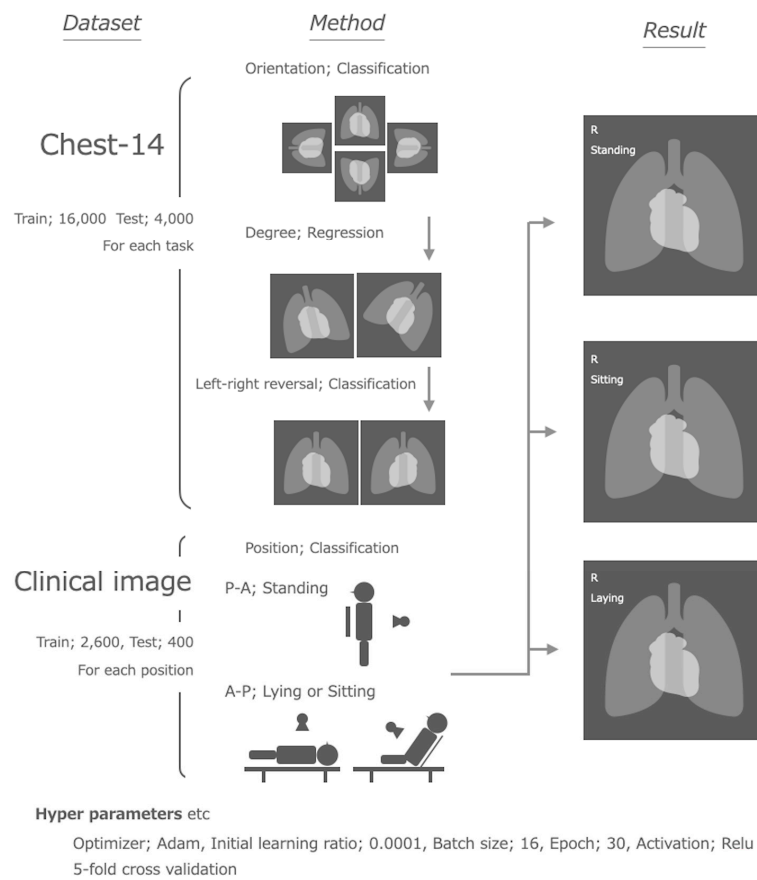 Dataset
Method
Result
Orientation; Classification
Chest-14
Train; 16,000  Test; 4,000
For each task
Degree; Regression
Left-right reversal; Classification
Position; Classification
Clinical image
P-A; Standing
Train; 2,600, Test; 400
For each position
A-P; Lying or Sitting
R
Standing
R
Sitting
R
Laying
Hyper parameters etc
Optimizer; Adam, Initial learning ratio; 0.0001, Batch size; 16, Epoch; 30, Activation; Relu
5-fold cross validation